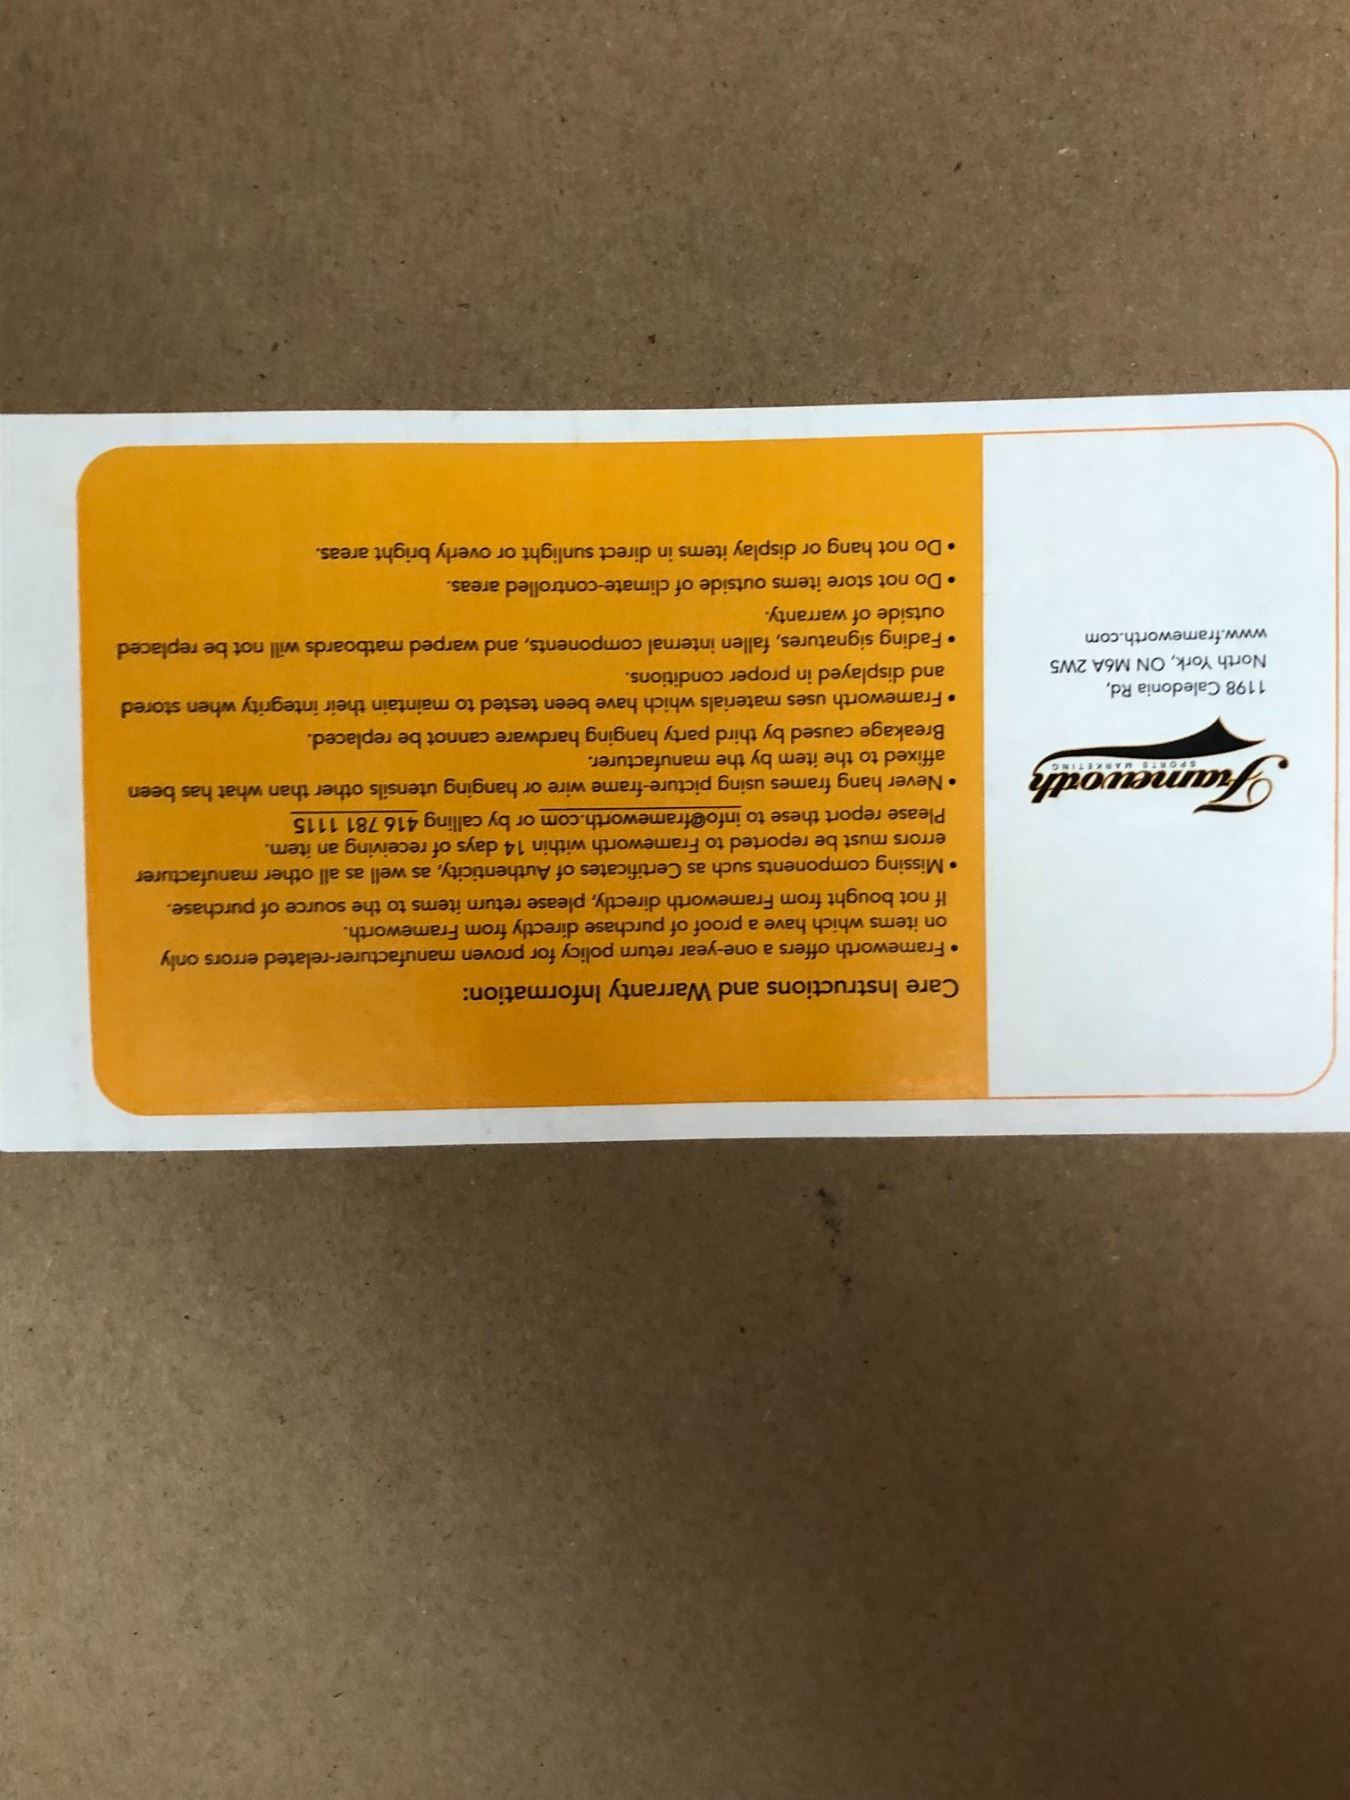 Frameworth
SPORTS MARKETING
1198 Caledonia Rd,
North York, ON M6A 2W5
www.frameworth.com
Care Instructions and Warranty Information:
• Frameworth offers a one-year return policy for proven manufacturer-related errors only
on items which have a proof of purchase directly from Frameworth.
If not bought from Frameworth directly, please return items to the source of purchase.
• Missing components such as Certificates of Authenticity, as well as all other manufacturer
errors must be reported to Frameworth within 14 days of receiving an item.
Please report these to info@frameworth.com or by calling 416 781 1115
• Never hang frames using picture-frame wire or hanging utensils other than what has been
affixed to the item by the manufacturer.
Breakage caused by third party hanging hardware cannot be replaced.
• Frameworth uses materials which have been tested to maintain their integrity when stored
and displayed in proper conditions.
• Fading signatures, fallen internal components, and warped matboards will not be replaced
outside of warranty.
• Do not store items outside of climate-controlled areas.
• Do not hang or display items in direct sunlight or overly bright areas.